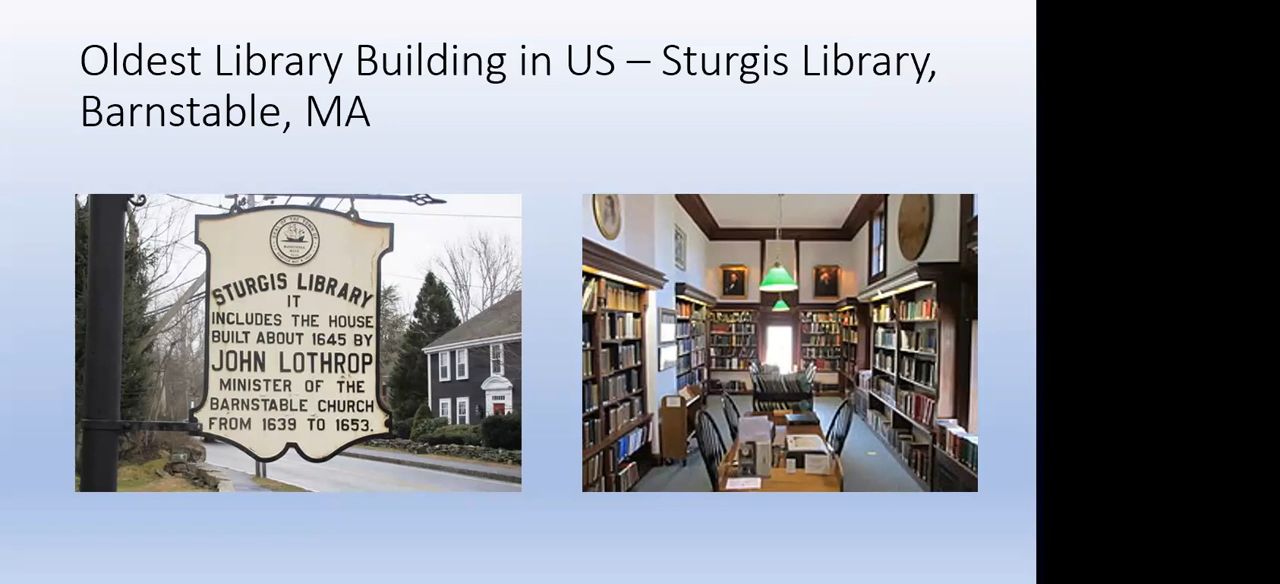 Oldest Library Building in US – Sturgis Library,
Barnstable, MA
STURGIS LIBRARY
IT
INCLUDES THE HOUSE
BUILT ABOUT 1645 BY
JOHN LOTHROP
MINISTER OF THE
BARNSTABLE CHURCH
FROM 1639 TO 1653.